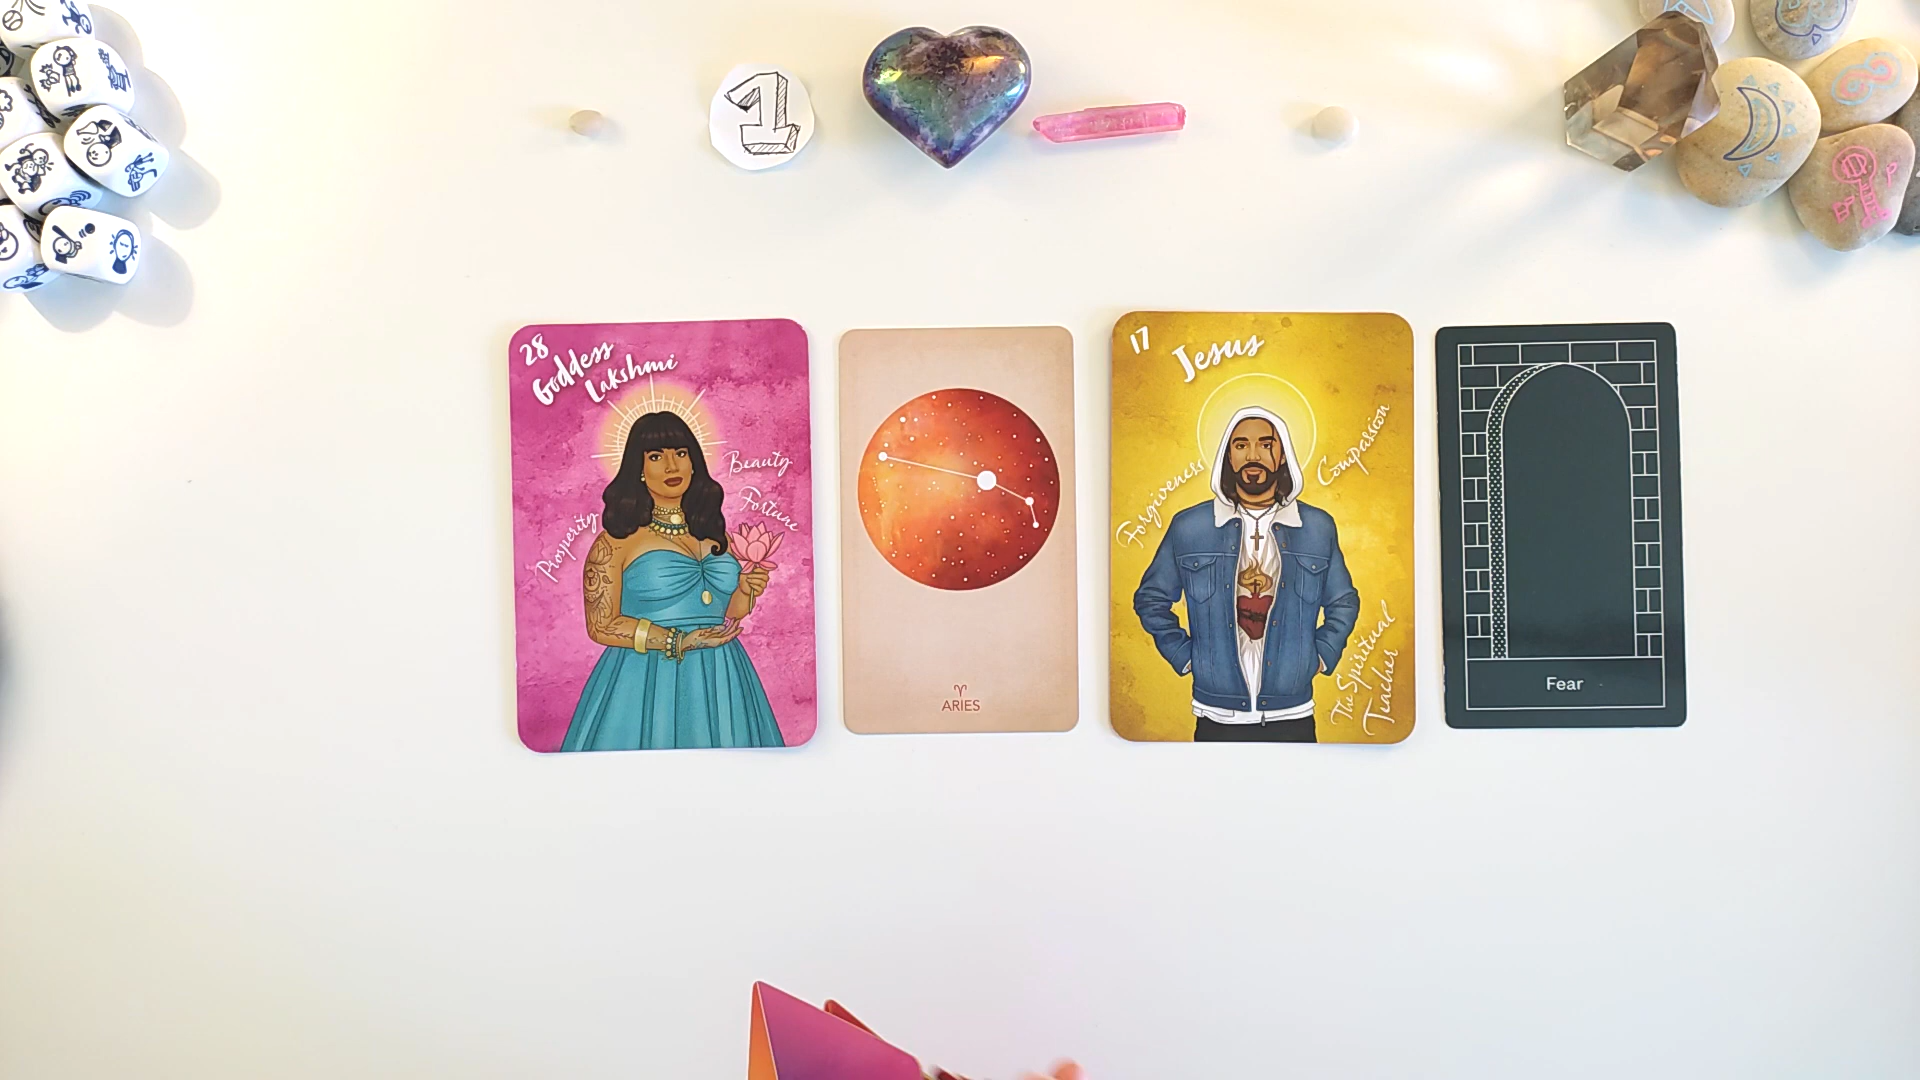 1
28
Goddess
Lakshmi
Beauty
Fortune
Prosperity
♈
ARIES
17
Jesus
Forgiveness
Compassion
The Spiritual
Teacher
Fear